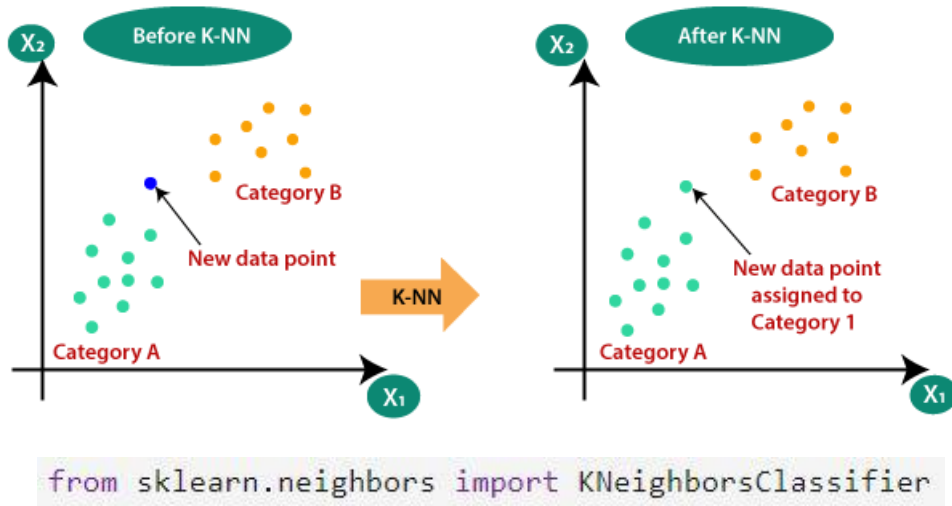 X₂
Before K-NN
Category B
New data point
Category A
X₁
K-NN
X₂
After K-NN
Category B
New data point
assigned to
Category 1
Category A
X₁
from sklearn.neighbors import KNeighborsClassifier